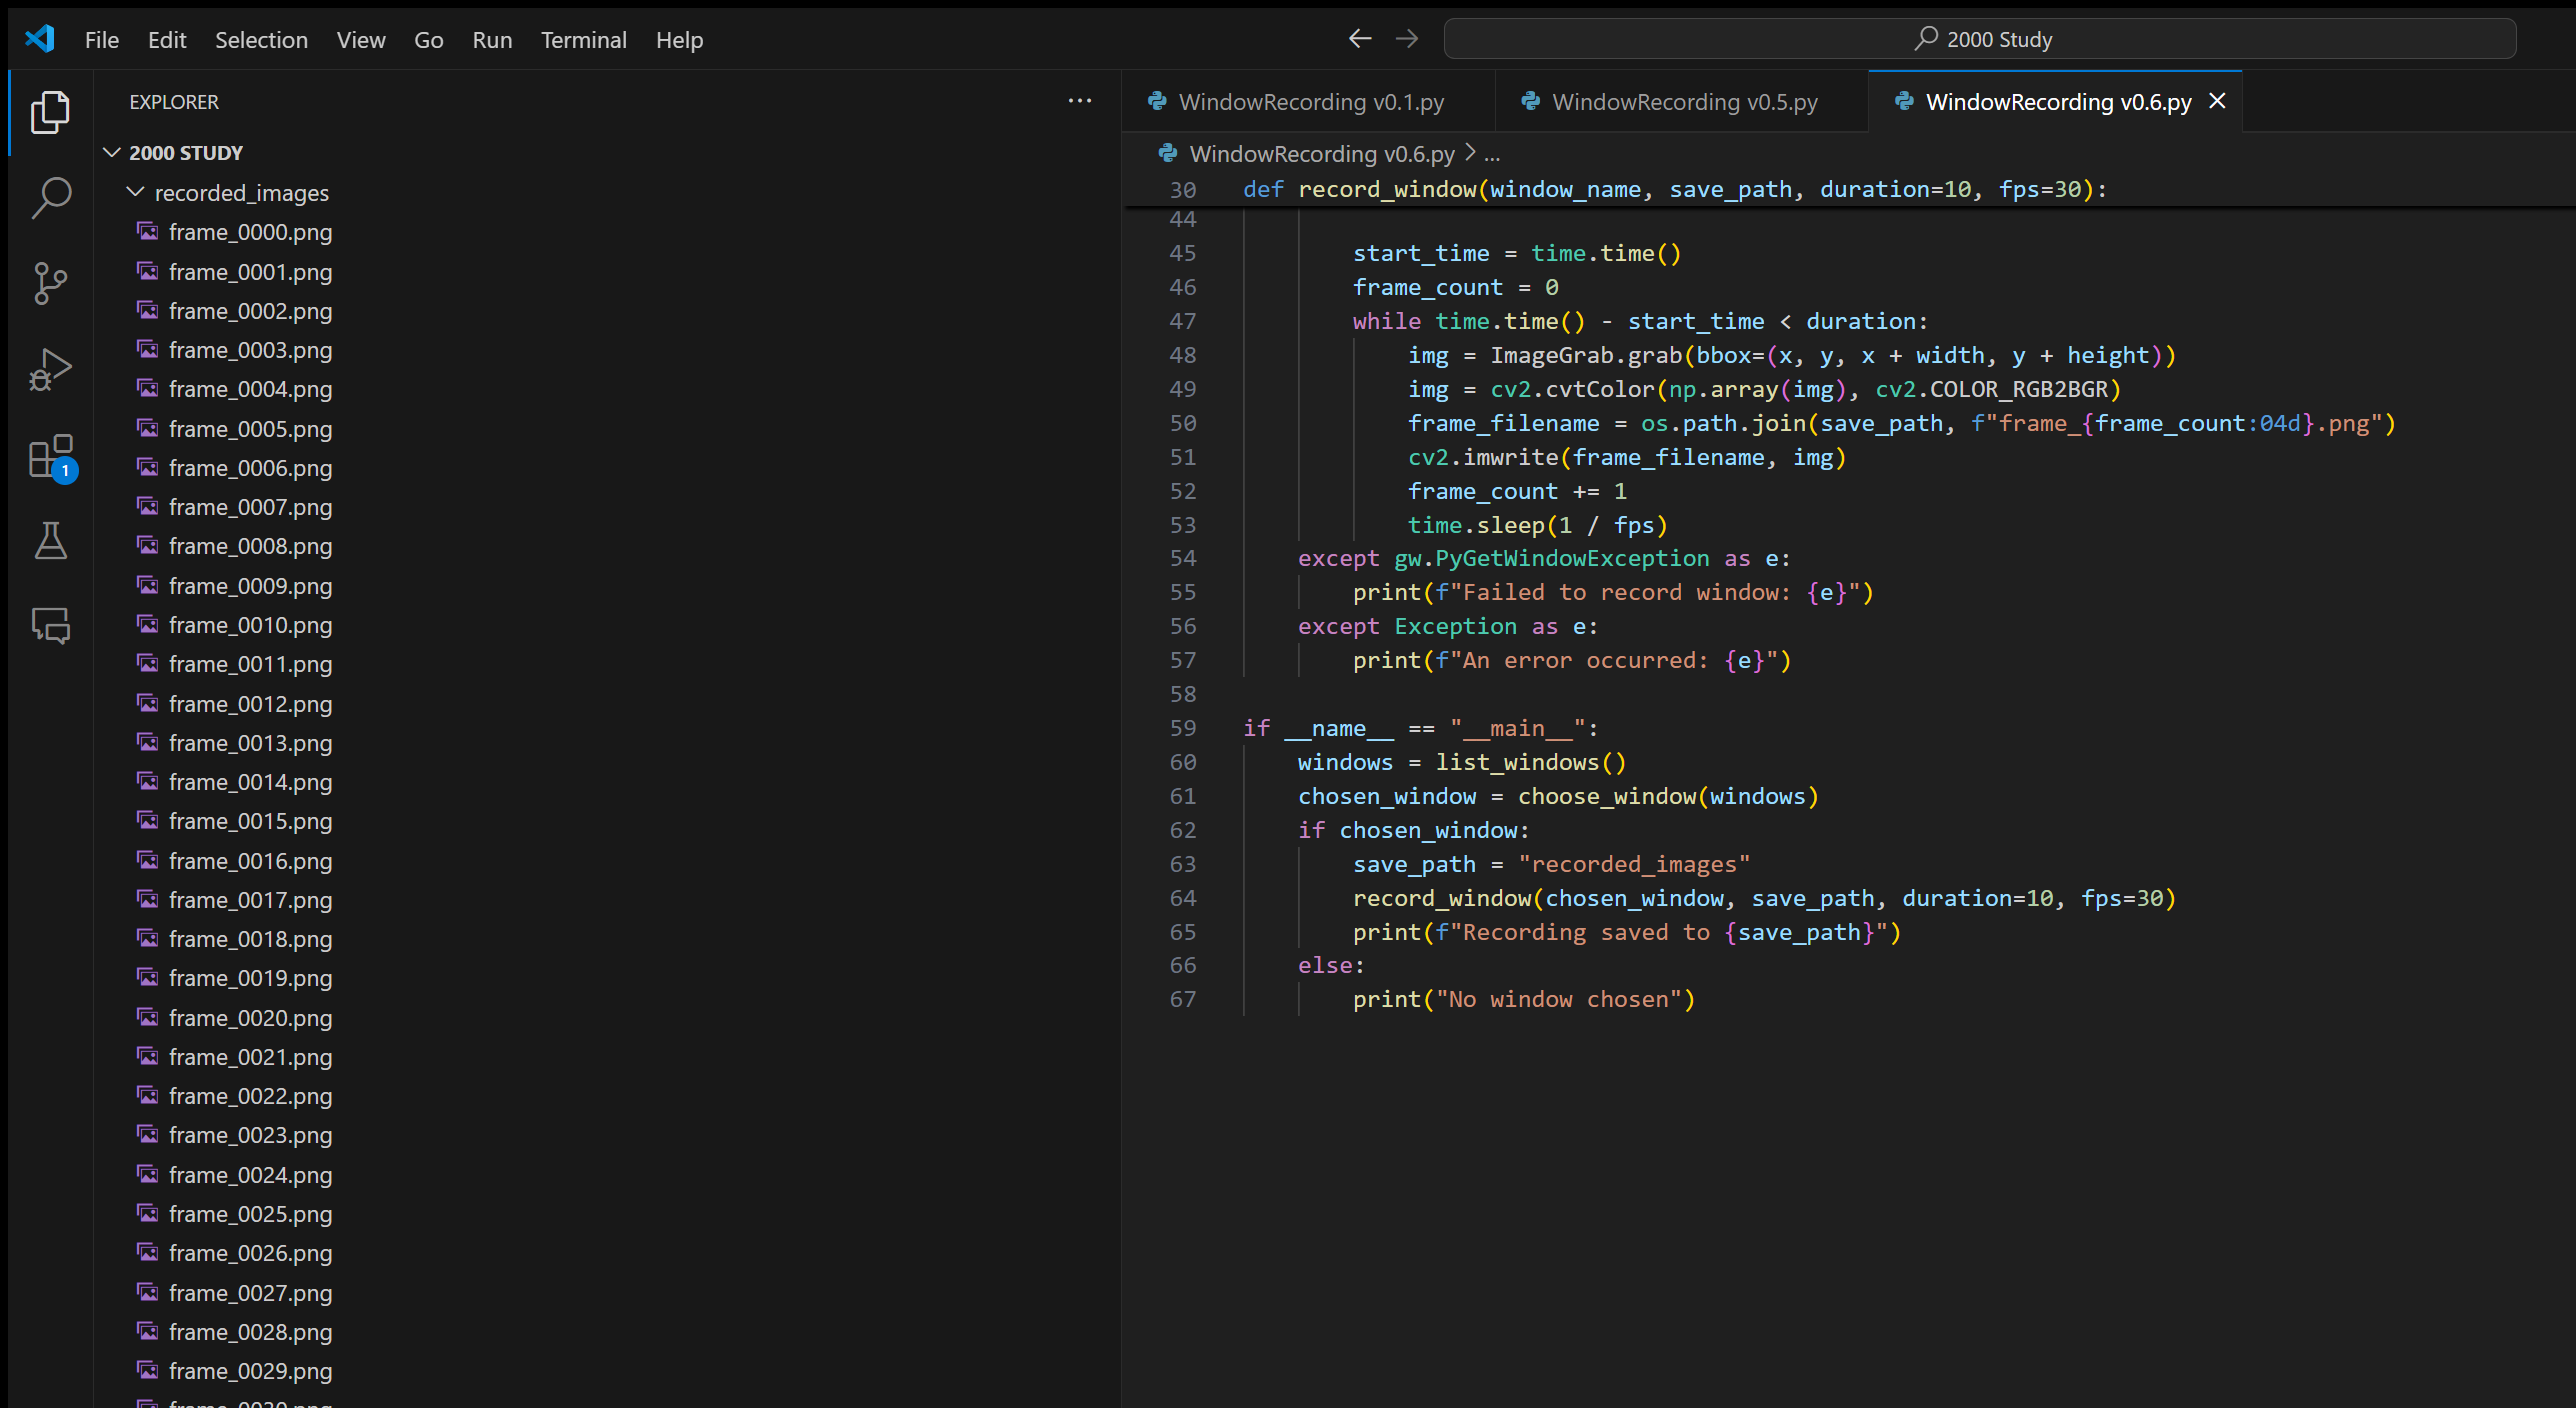 File Edit Selection View Go Run Terminal Help
2000 Study
EXPLORER
2000 STUDY
recorded_images
frame_0000.png
frame_0001.png
frame_0002.png
frame_0003.png
frame_0004.png
frame_0005.png
frame_0006.png
frame_0007.png
frame_0008.png
frame_0009.png
frame_0010.png
frame_0011.png
frame_0012.png
frame_0013.png
frame_0014.png
frame_0015.png
frame_0016.png
frame_0017.png
frame_0018.png
frame_0019.png
frame_0020.png
frame_0021.png
frame_0022.png
frame_0023.png
frame_0024.png
frame_0025.png
frame_0026.png
frame_0027.png
frame_0028.png
frame_0029.png
frame_0030.png
1
WindowRecording v0.1.py WindowRecording v0.5.py WindowRecording v0.6.py
WindowRecording v0.6.py > ...
30 def record_window(window_name, save_path, duration=10, fps=30):
44
45 start_time = time.time()
46 frame_count = 0
47 while time.time() - start_time < duration:
48 img = ImageGrab.grab(bbox=(x, y, x + width, y + height))
49 img = cv2.cvtColor(np.array(img), cv2.COLOR_RGB2BGR)
50 frame_filename = os.path.join(save_path, f"frame_{frame_count:04d}.png")
51 cv2.imwrite(frame_filename, img)
52 frame_count += 1
53 time.sleep(1 / fps)
54 except gw.PyGetWindowException as e:
55 print(f"Failed to record window: {e}")
56 except Exception as e:
57 print(f"An error occurred: {e}")
58
59 if __name__ == "__main__":
60 windows = list_windows()
61 chosen_window = choose_window(windows)
62 if chosen_window:
63 save_path = "recorded_images"
64 record_window(chosen_window, save_path, duration=10, fps=30)
65 print(f"Recording saved to {save_path}")
66 else:
67 print("No window chosen")